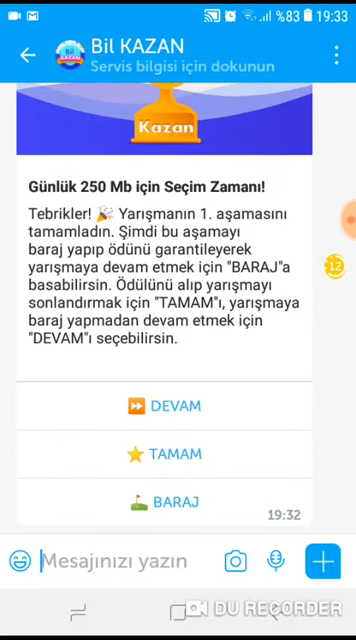 %83 19:33
Bil KAZAN
Servis bilgisi için dokunun
Kazan
Günlük 250 Mb için Seçim Zamanı!
Tebrikler! 🎉 Yarışmanın 1. aşamasını
tamamladın. Şimdi bu aşamayı
baraj yapıp ödünü garantileyerek
yarışmaya devam etmek için "BARAJ"a
basabilirsin. Ödülünü alıp yarışmayı
sonlandırmak için "TAMAM"ı, yarışmaya
baraj yapmadan devam etmek için
"DEVAM"ı seçebilirsin.
12
DEVAM
TAMAM
BARAJ
19:32
Mesajınızı yazın
DU RECORDER